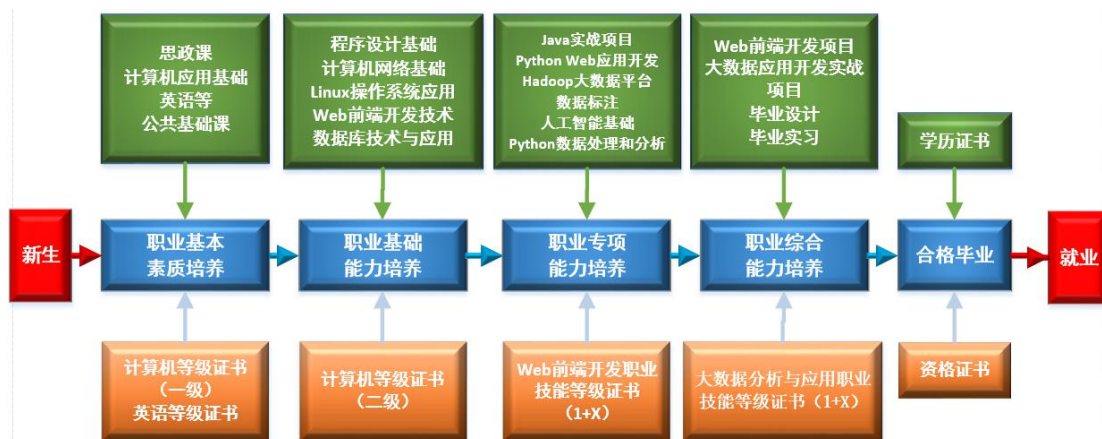 思政课
计算机应用基础
英语等
公共基础课
程序设计基础
计算机网络基础
Linux操作系统应用
Web前端开发技术
数据库技术与应用
Java实战项目
Python Web应用开发
Hadoop大数据平台
数据标注
人工智能基础
Python数据处理和分析
Web前端开发项目
大数据应用开发实战
项目
毕业设计
毕业实习
学历证书
新生
职业基本
素质培养
职业基础
能力培养
职业专项
能力培养
职业综合
能力培养
合格毕业
就业
计算机等级证书
（一级）
英语等级证书
计算机等级证书
（二级）
Web前端开发职业
技能等级证书
（1+X）
大数据分析与应用职业
技能等级证书（1+X）
资格证书